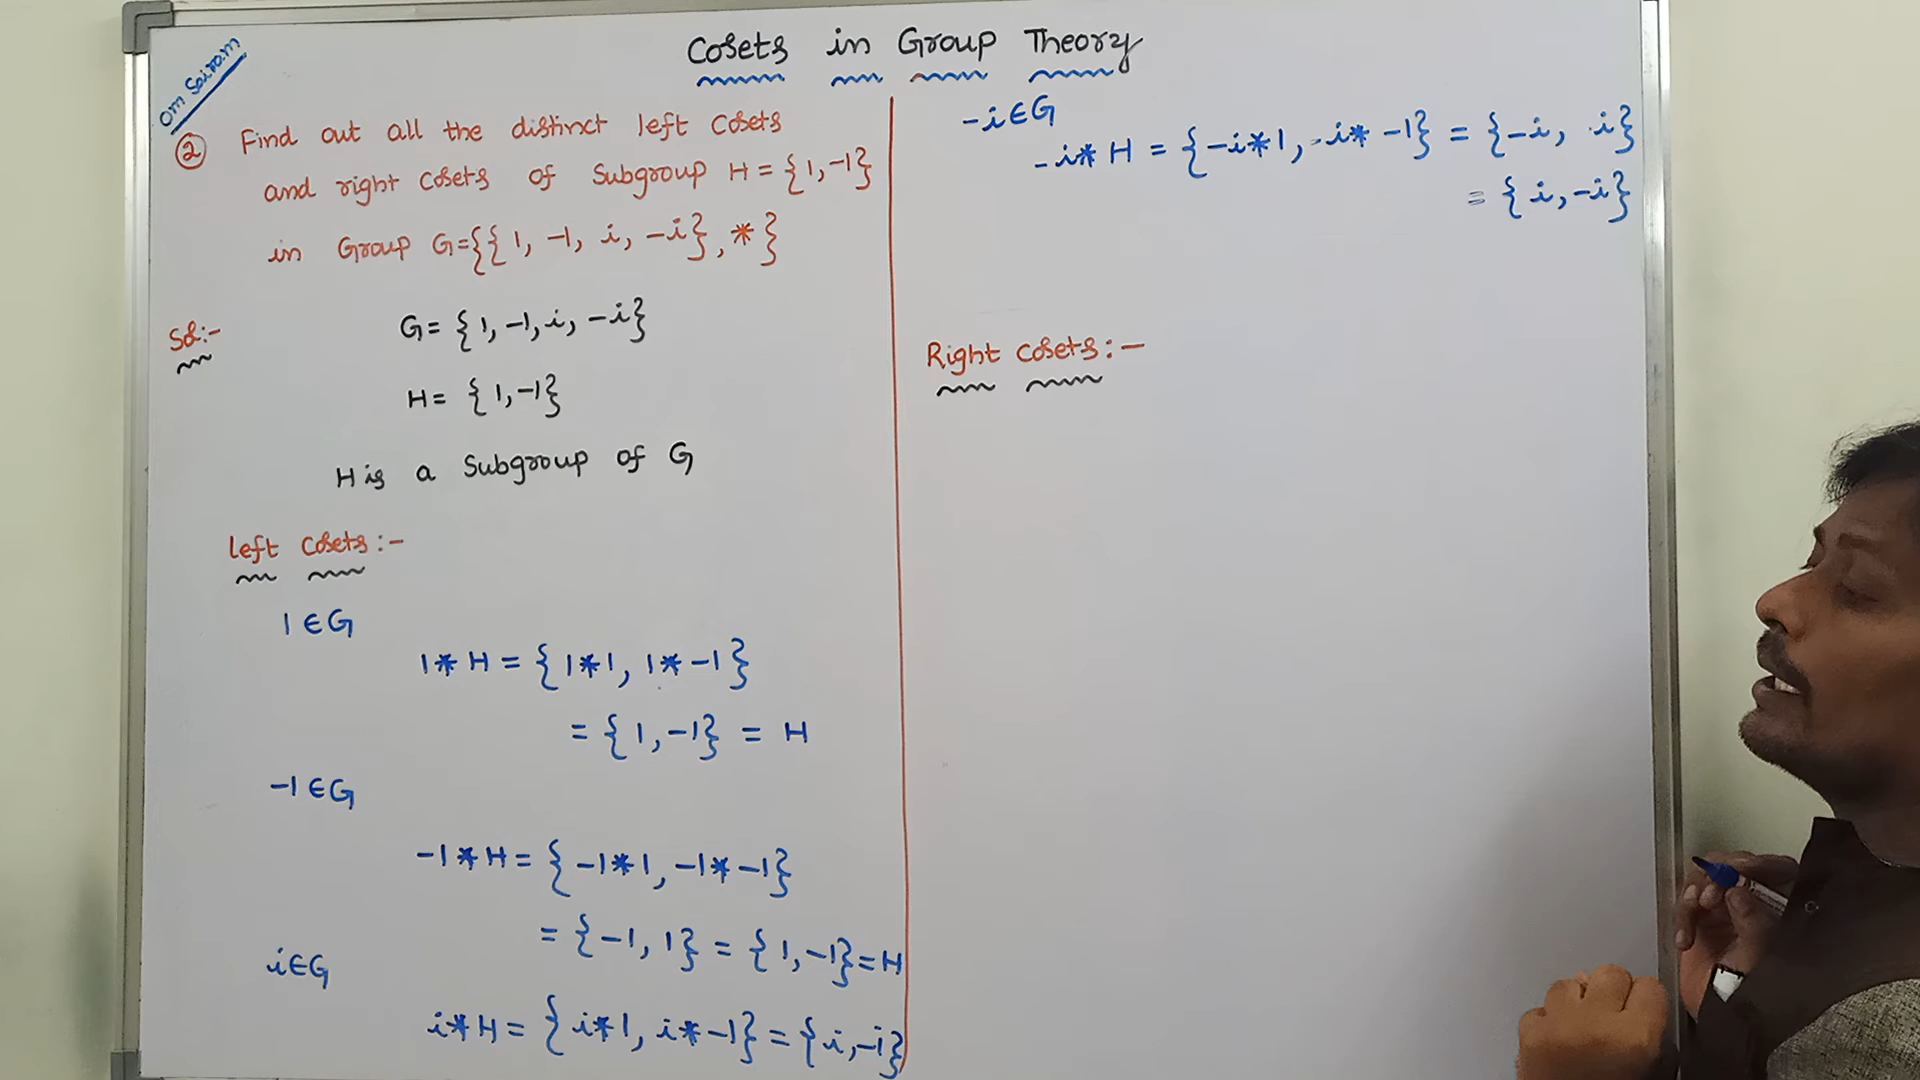 Cosets in Group Theory
Om Sairam
② Find out all the distinct left Cosets
and right Cosets of Subgroup H = {1, -1}
in Group G={{1, -1, i, -i}, *}
Sol:-
G= {1, -1, i, -i}
H= {1, -1}
H is a Subgroup of G
left Cosets:-
1 ∈ G
1 * H = {1*1, 1* -1}
= {1, -1} = H
-1 ∈ G
-1 * H = {-1*1, -1* -1}
= {-1, 1} = {1, -1} = H
i ∈ G
i * H = {i*1, i* -1} = {i, -i}
-i ∈ G
-i* H = {-i*1, -i* -1} = {-i, i}
= {i, -i}
Right Cosets:-